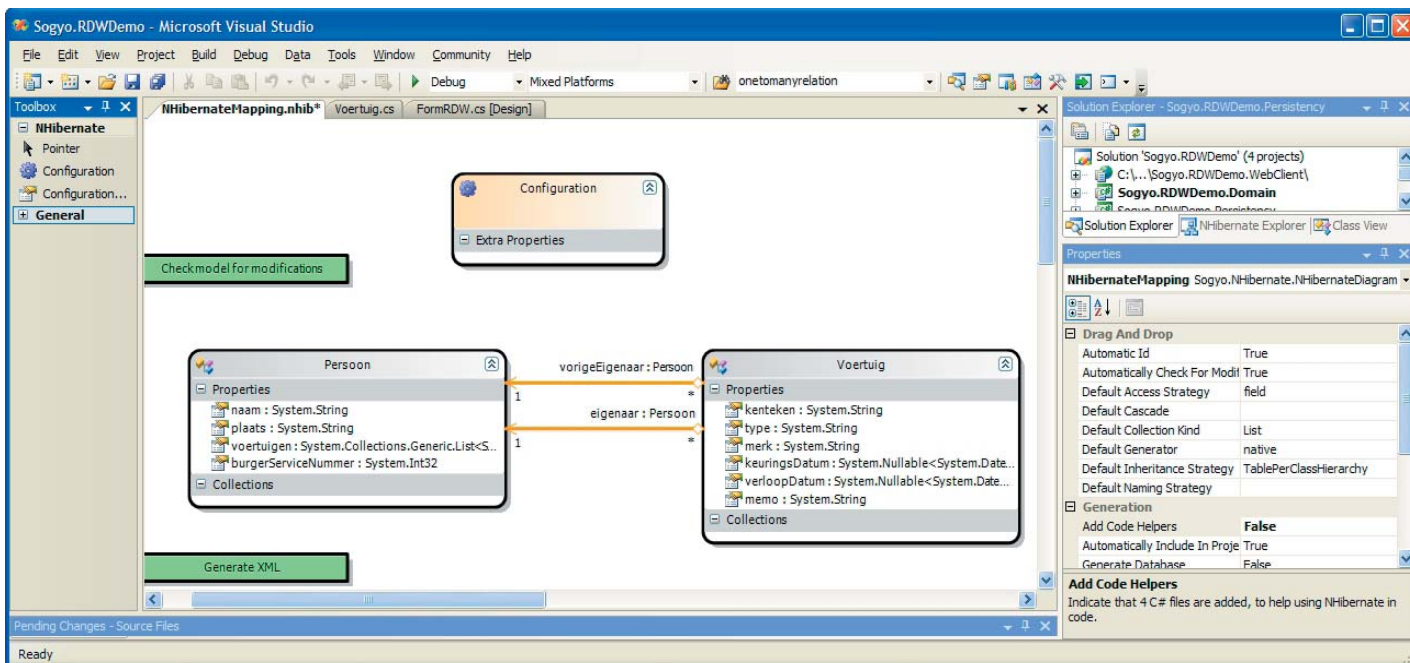 Sogyo.RDWDemo - Microsoft Visual Studio
File Edit View Project Build Debug Data Tools Window Community Help
Debug Mixed Platforms onetomanyrelation
Toolbox
NHibernate
Pointer
Configuration
Configuration...
General
NHibernateMapping.nhib* Voertuig.cs FormRDW.cs [Design]
Configuration
Extra Properties
Check model for modifications
Persoon
Properties
naam : System.String
plaats : System.String
voertuigen : System.Collections.Generic.List<S...
burgerServiceNummer : System.Int32
Collections
vorigeEigenaar : Persoon
1 *
eigenaar : Persoon
1 *
Voertuig
Properties
kenteken : System.String
type : System.String
merk : System.String
keuringsDatum : System.Nullable<System.Date...
verloopDatum : System.Nullable<System.Date...
memo : System.String
Collections
Generate XML
Solution Explorer - Sogyo.RDWDemo.Persistency
Solution 'Sogyo.RDWDemo' (4 projects)
C:\...\Sogyo.RDWDemo.WebClient\
Sogyo.RDWDemo.Domain
Sogyo.RDWDemo.Persistency
Solution Explorer NHibernate Explorer Class View
Properties
NHibernateMapping Sogyo.NHibernate.NHibernateDiagram
Drag And Drop
Automatic Id True
Automatically Check For Modif True
Default Access Strategy field
Default Cascade
Default Collection Kind List
Default Generator native
Default Inheritance Strategy TablePerClassHierarchy
Default Naming Strategy
Generation
Add Code Helpers False
Automatically Include In Proje True
Generate Database False
Add Code Helpers
Indicate that 4 C# files are added, to help using NHibernate in
code.
Pending Changes - Source Files
Ready